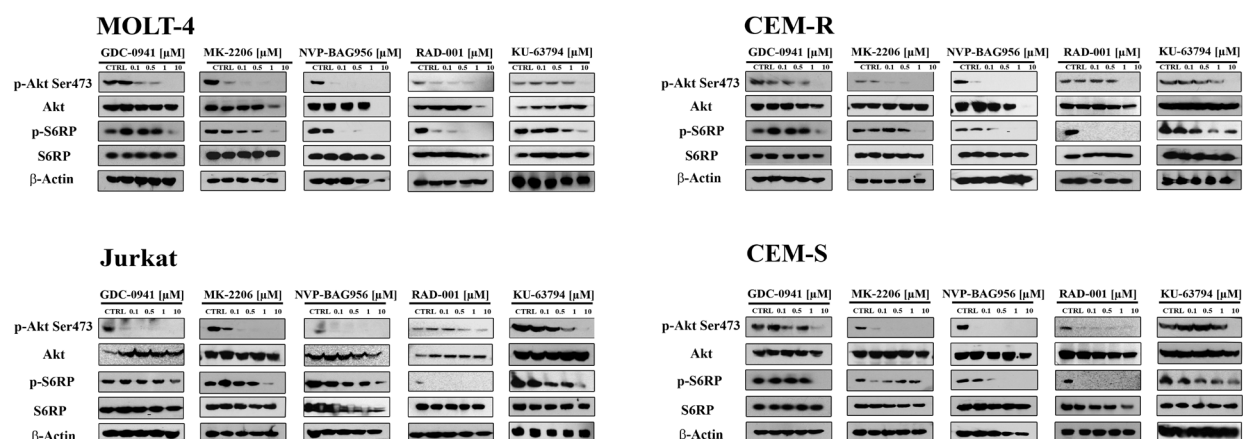 MOLT-4
GDC-0941 [µM] MK-2206 [µM] NVP-BAG956 [µM] RAD-001 [µM] KU-63794 [µM]
CTRL 0.1 0.5 1 10 CTRL 0.1 0.5 1 10 CTRL 0.1 0.5 1 10 CTRL 0.1 0.5 1 10 CTRL 0.1 0.5 1 10
p-Akt Ser473
Akt
p-S6RP
S6RP
β-Actin
CEM-R
GDC-0941 [µM] MK-2206 [µM] NVP-BAG956 [µM] RAD-001 [µM] KU-63794 [µM]
CTRL 0.1 0.5 1 10 CTRL 0.1 0.5 1 10 CTRL 0.1 0.5 1 10 CTRL 0.1 0.5 1 10 CTRL 0.1 0.5 1 10
p-Akt Ser473
Akt
p-S6RP
S6RP
β-Actin
Jurkat
GDC-0941 [µM] MK-2206 [µM] NVP-BAG956 [µM] RAD-001 [µM] KU-63794 [µM]
CTRL 0.1 0.5 1 10 CTRL 0.1 0.5 1 10 CTRL 0.1 0.5 1 10 CTRL 0.1 0.5 1 10 CTRL 0.1 0.5 1 10
p-Akt Ser473
Akt
p-S6RP
S6RP
β-Actin
CEM-S
GDC-0941 [µM] MK-2206 [µM] NVP-BAG956 [µM] RAD-001 [µM] KU-63794 [µM]
CTRL 0.1 0.5 1 10 CTRL 0.1 0.5 1 10 CTRL 0.1 0.5 1 10 CTRL 0.1 0.5 1 10 CTRL 0.1 0.5 1 10
p-Akt Ser473
Akt
p-S6RP
S6RP
β-Actin